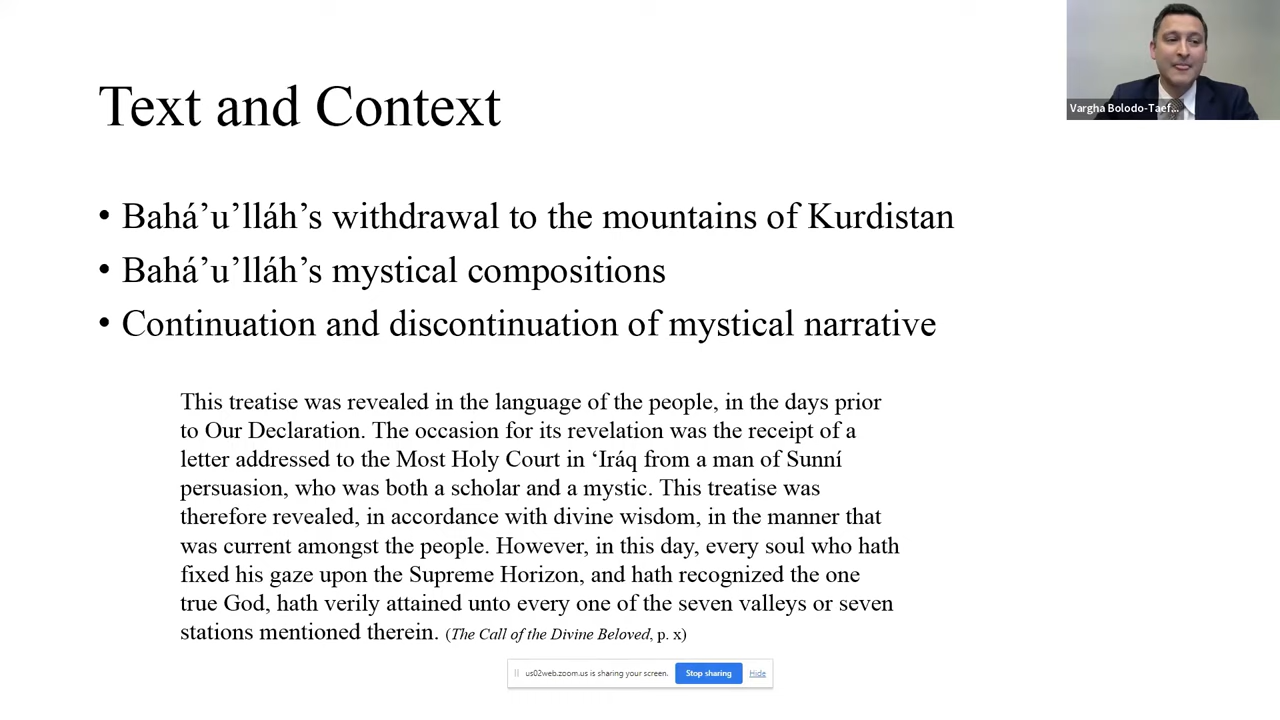 Text and Context
Vargha Bolodo-Taef...
• Bahá’u’lláh’s withdrawal to the mountains of Kurdistan
• Bahá’u’lláh’s mystical compositions
• Continuation and discontinuation of mystical narrative
This treatise was revealed in the language of the people, in the days prior
to Our Declaration. The occasion for its revelation was the receipt of a
letter addressed to the Most Holy Court in ‘Iráq from a man of Sunní
persuasion, who was both a scholar and a mystic. This treatise was
therefore revealed, in accordance with divine wisdom, in the manner that
was current amongst the people. However, in this day, every soul who hath
fixed his gaze upon the Supreme Horizon, and hath recognized the one
true God, hath verily attained unto every one of the seven valleys or seven
stations mentioned therein. (The Call of the Divine Beloved, p. x)
us02web.zoom.us is sharing your screen. Stop sharing Hide